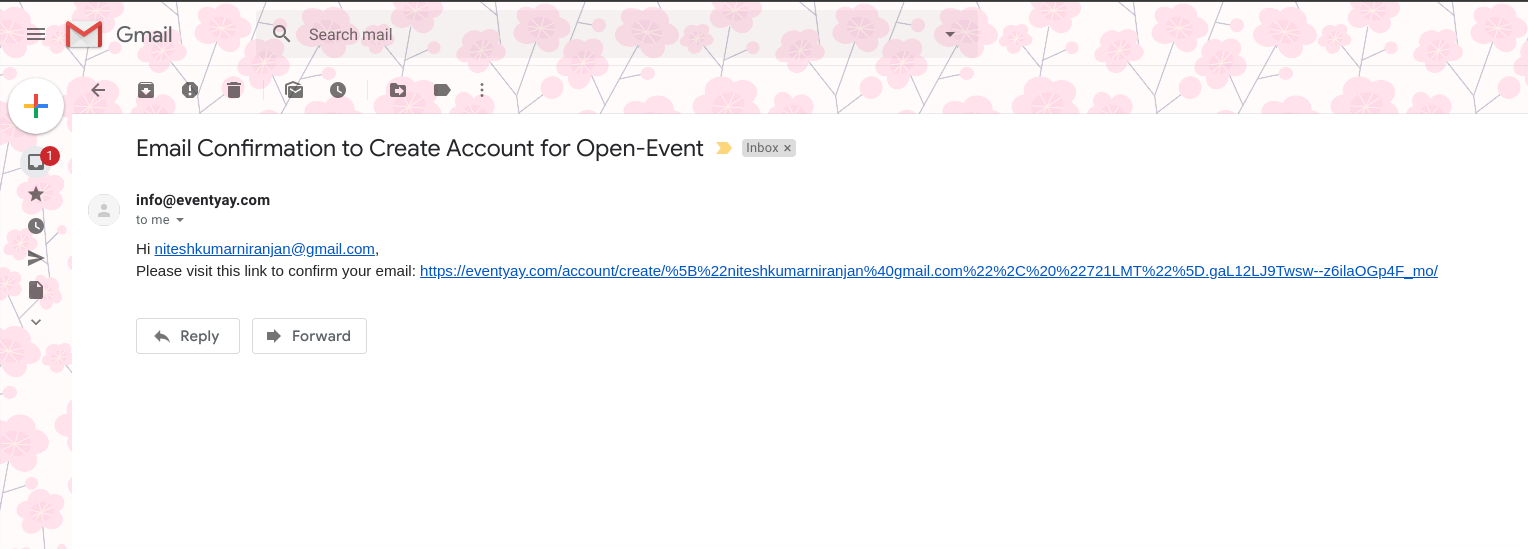 Gmail
Search mail
1
Email Confirmation to Create Account for Open-Event Inbox ×
info@eventyay.com
to me
Hi niteshkumarniranjan@gmail.com,
Please visit this link to confirm your email: https://eventyay.com/account/create/%5B%22niteshkumarniranjan%40gmail.com%22%2C%20%22721LMT%22%5D.gaL12LJ9Twsw--z6ilaOGp4F_mo/
Reply Forward